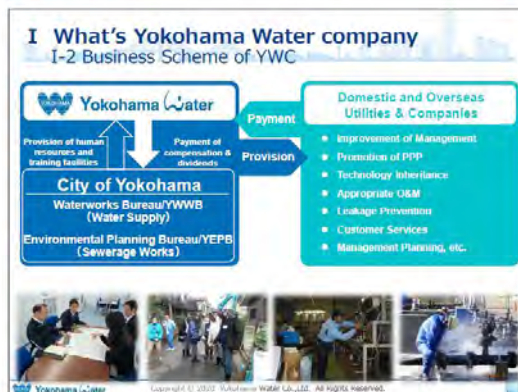 I What's Yokohama Water company
I-2 Business Scheme of YWC
YOKOHAMA
Yokohama Water
Provision of human
resources and
training facilities
Payment of
compensation &
dividends
City of Yokohama
Waterworks Bureau/YWWB
(Water Supply)
Environmental Planning Bureau/YEPB
(Sewerage Works)
Payment
Provision
Domestic and Overseas
Utilities & Companies
● Improvement of Management
● Promotion of PPP
● Technology Inheritance
● Appropriate O&M
● Leakage Prevention
● Customer Services
● Management Planning, etc.
Yokohama Water
Copyright © 2020 Yokohama Water Co.,Ltd. All Rights Reserved.